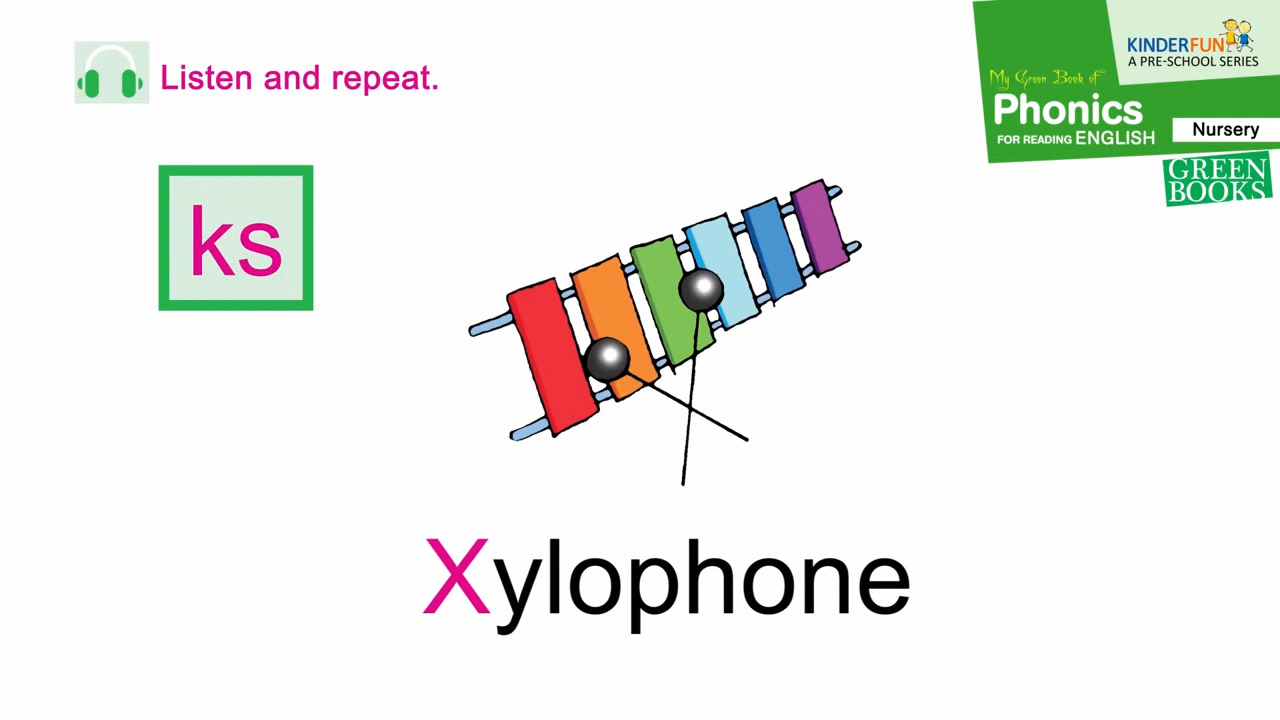 Listen and repeat.
KINDERFUN
A PRE-SCHOOL SERIES
My Green Book of
Phonics
FOR READING ENGLISH
Nursery
GREEN
BOOKS
ks
Xylophone